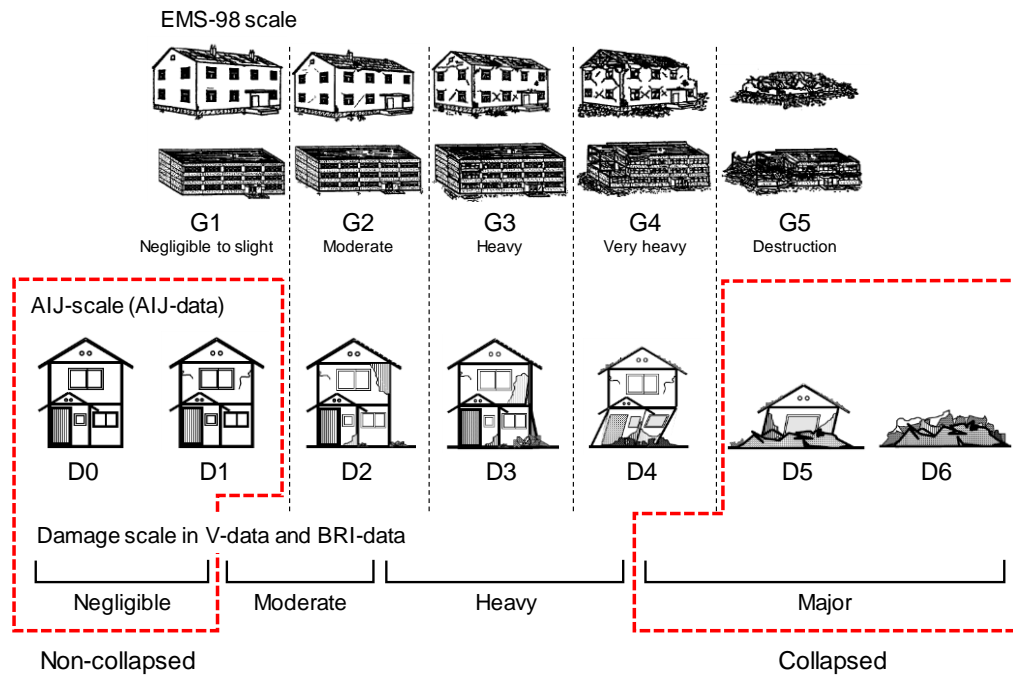 EMS-98 scale
G1 G2 G3 G4 G5
Negligible to slight Moderate Heavy Very heavy Destruction
AIJ-scale (AIJ-data)
D0 D1 D2 D3 D4 D5 D6
Damage scale in V-data and BRI-data
Negligible Moderate Heavy Major
Non-collapsed Collapsed